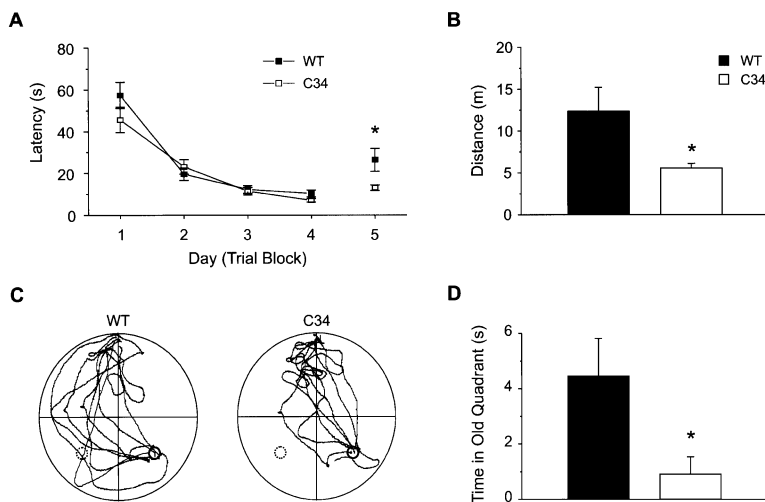 A
80
60
40
20
0
Latency (s)
WT
C34
*
1 2 3 4 5
Day (Trial Block)
B
20
15
10
5
0
Distance (m)
WT
C34
*
C
WT
C34
D
6
4
2
0
Time in Old Quadrant (s)
*